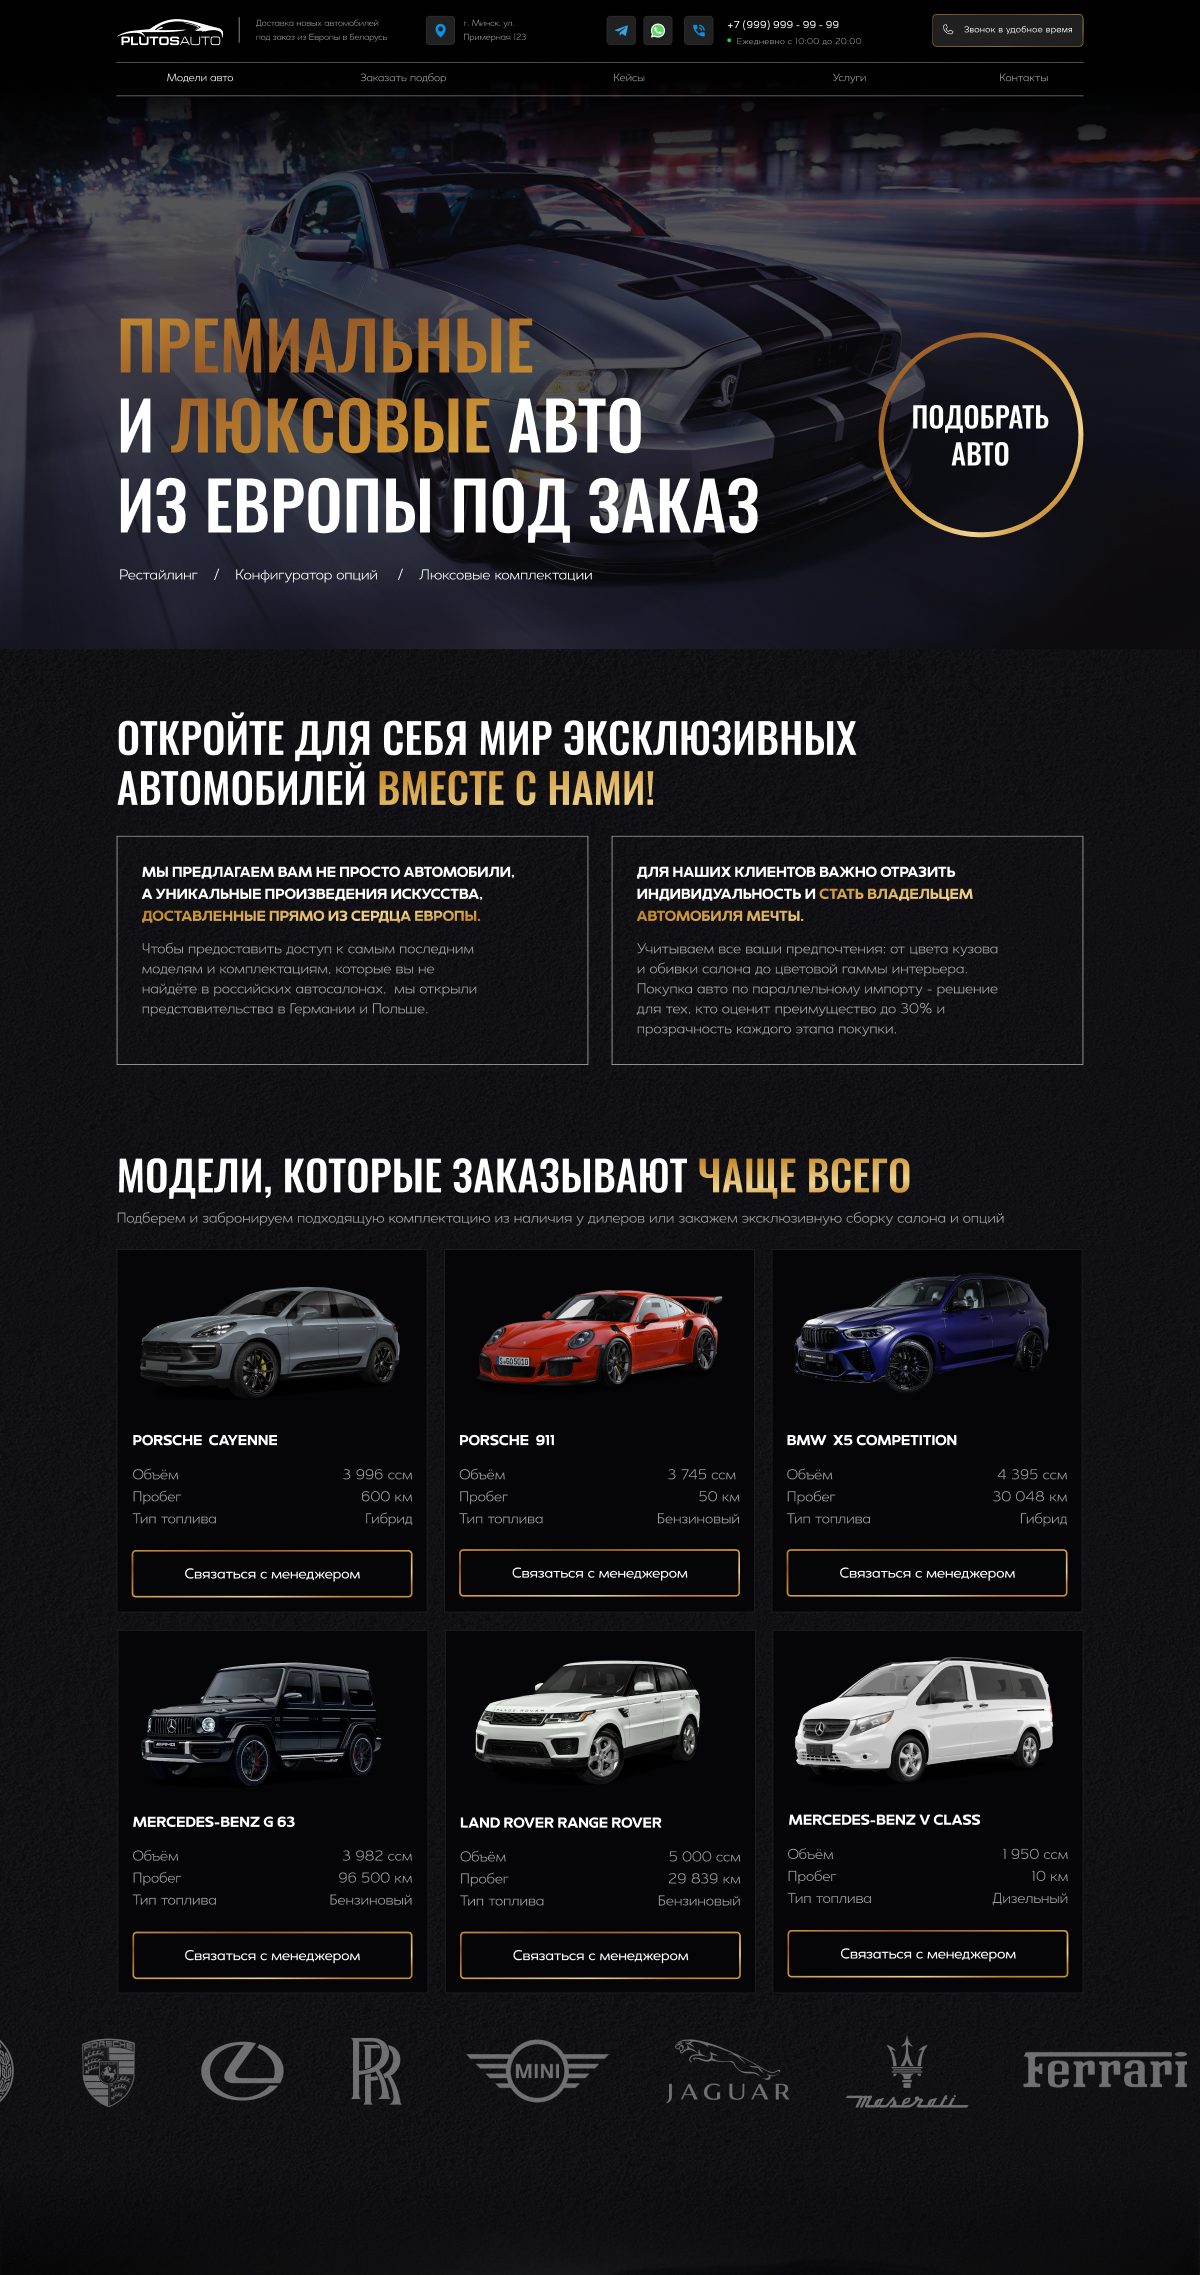 PLUTOSAUTO
Доставка новых автомобилей
под заказ из Европы в Беларусь
г. Минск, ул.
Примерная 123
+7 (999) 999 - 99 - 99
Ежедневно с 10:00 до 20:00
Звонок в удобное время
Модели авто
Заказать подбор
Кейсы
Услуги
Контакты
ПРЕМИАЛЬНЫЕ
И ЛЮКСОВЫЕ АВТО
ИЗ ЕВРОПЫ ПОД ЗАКАЗ
ПОДОБРАТЬ
АВТО
Рестайлинг / Конфигуратор опций / Люксовые комплектации
ОТКРОЙТЕ ДЛЯ СЕБЯ МИР ЭКСКЛЮЗИВНЫХ
АВТОМОБИЛЕЙ ВМЕСТЕ С НАМИ!
МЫ ПРЕДЛАГАЕМ ВАМ НЕ ПРОСТО АВТОМОБИЛИ,
А УНИКАЛЬНЫЕ ПРОИЗВЕДЕНИЯ ИСКУССТВА,
ДОСТАВЛЕННЫЕ ПРЯМО ИЗ СЕРДЦА ЕВРОПЫ.
Чтобы предоставить доступ к самым последним
моделям и комплектациям, которые вы не
найдёте в российских автосалонах, мы открыли
представительства в Германии и Польше.
ДЛЯ НАШИХ КЛИЕНТОВ ВАЖНО ОТРАЗИТЬ
ИНДИВИДУАЛЬНОСТЬ И СТАТЬ ВЛАДЕЛЬЦЕМ
АВТОМОБИЛЯ МЕЧТЫ.
Учитываем все ваши предпочтения: от цвета кузова
и обивки салона до цветовой гаммы интерьера.
Покупка авто по параллельному импорту - решение
для тех, кто оценит преимущество до 30% и
прозрачность каждого этапа покупки.
МОДЕЛИ, КОТОРЫЕ ЗАКАЗЫВАЮТ ЧАЩЕ ВСЕГО
Подберем и забронируем подходящую комплектацию из наличия у дилеров или закажем эксклюзивную сборку салона и опций
PORSCHE CAYENNE
Объём 3 996 ссм
Пробег 600 км
Тип топлива Гибрид
Связаться с менеджером
S•GO5010
PORSCHE 911
Объём 3 745 ссм
Пробег 50 км
Тип топлива Бензиновый
Связаться с менеджером
BMW X5 COMPETITION
Объём 4 395 ссм
Пробег 30 048 км
Тип топлива Гибрид
Связаться с менеджером
MERCEDES-BENZ G 63
Объём 3 982 ссм
Пробег 96 500 км
Тип топлива Бензиновый
Связаться с менеджером
RANGE ROVER
LAND ROVER RANGE ROVER
Объём 5 000 ссм
Пробег 29 839 км
Тип топлива Бензиновый
Связаться с менеджером
MERCEDES-BENZ V CLASS
Объём 1 950 ссм
Пробег 10 км
Тип топлива Дизельный
Связаться с менеджером
PORSCHE
RR
MINI
JAGUAR
Maserati
Ferrari